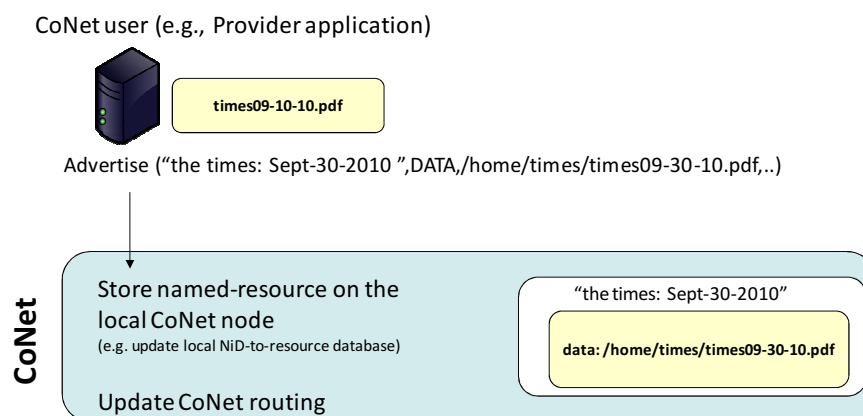 CoNet user (e.g., Provider application)
times09-10-10.pdf
Advertise (“the times: Sept-30-2010 ”,DATA,/home/times/times09-30-10.pdf,..)
CoNet
Store named-resource on the
local CoNet node
(e.g. update local NiD-to-resource database)
Update CoNet routing
“the times: Sept-30-2010”
data: /home/times/times09-30-10.pdf